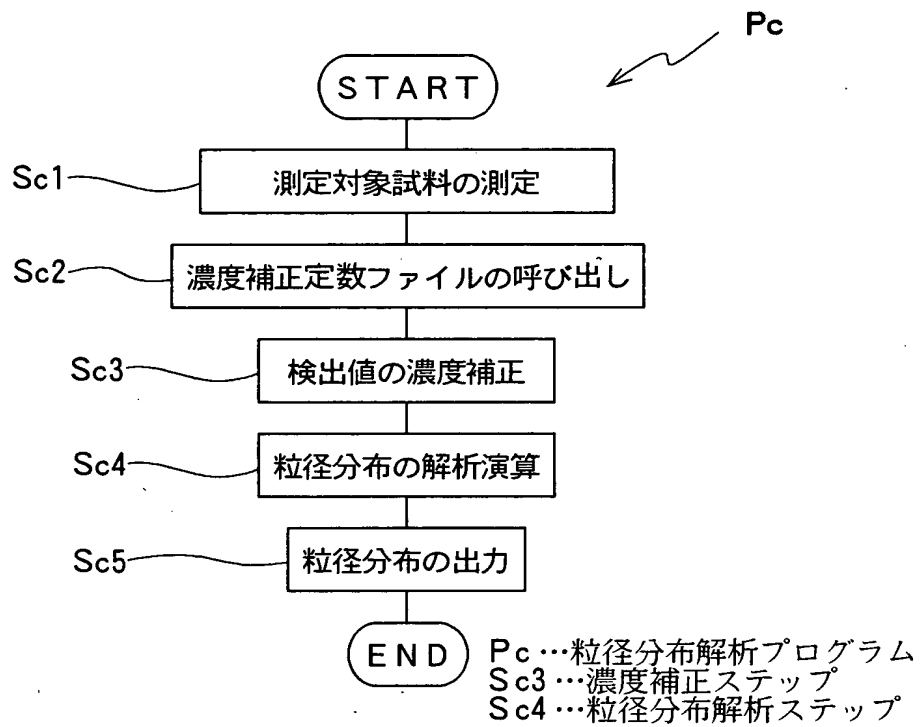 Pc
START
Sc1
測定対象試料の測定
Sc2
濃度補正定数ファイルの呼び出し
Sc3
検出値の濃度補正
Sc4
粒径分布の解析演算
Sc5
粒径分布の出力
END
Pc…粒径分布解析プログラム
Sc3…濃度補正ステップ
Sc4…粒径分布解析ステップ